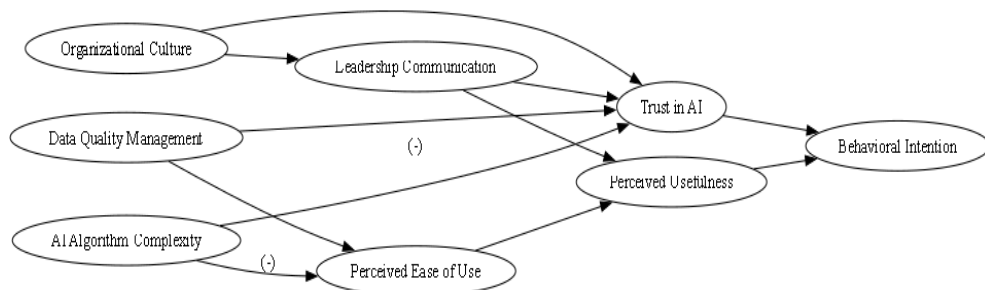 Organizational Culture
Leadership Communication
Trust in AI
Data Quality Management
(-)
Behavioral Intention
Perceived Usefulness
AI Algorithm Complexity
(-)
Perceived Ease of Use